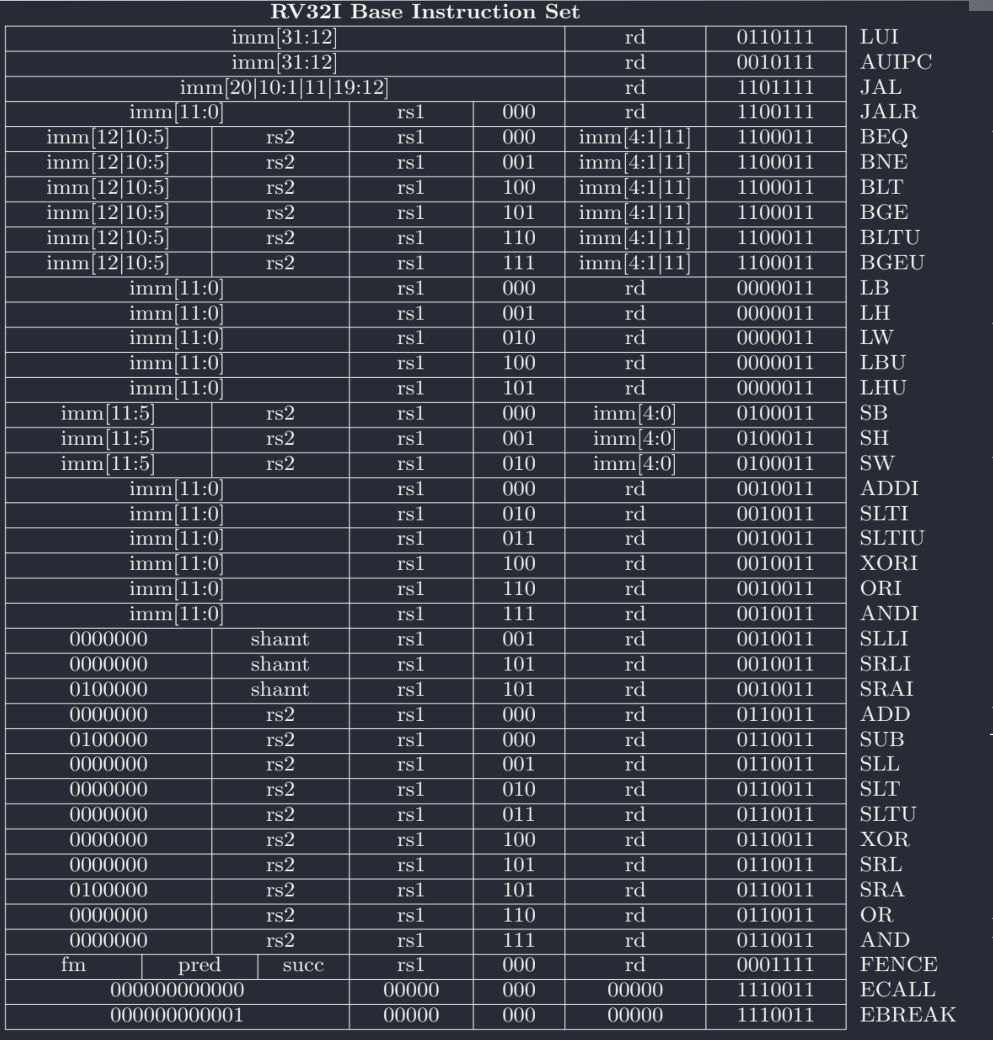 RV32I Base Instruction Set
imm[31:12] rd 0110111 LUI
imm[31:12] rd 0010111 AUIPC
imm[20|10:1|11|19:12] rd 1101111 JAL
imm[11:0] rs1 000 rd 1100111 JALR
imm[12|10:5] rs2 rs1 000 imm[4:1|11] 1100011 BEQ
imm[12|10:5] rs2 rs1 001 imm[4:1|11] 1100011 BNE
imm[12|10:5] rs2 rs1 100 imm[4:1|11] 1100011 BLT
imm[12|10:5] rs2 rs1 101 imm[4:1|11] 1100011 BGE
imm[12|10:5] rs2 rs1 110 imm[4:1|11] 1100011 BLTU
imm[12|10:5] rs2 rs1 111 imm[4:1|11] 1100011 BGEU
imm[11:0] rs1 000 rd 0000011 LB
imm[11:0] rs1 001 rd 0000011 LH
imm[11:0] rs1 010 rd 0000011 LW
imm[11:0] rs1 100 rd 0000011 LBU
imm[11:0] rs1 101 rd 0000011 LHU
imm[11:5] rs2 rs1 000 imm[4:0] 0100011 SB
imm[11:5] rs2 rs1 001 imm[4:0] 0100011 SH
imm[11:5] rs2 rs1 010 imm[4:0] 0100011 SW
imm[11:0] rs1 000 rd 0010011 ADDI
imm[11:0] rs1 010 rd 0010011 SLTI
imm[11:0] rs1 011 rd 0010011 SLTIU
imm[11:0] rs1 100 rd 0010011 XORI
imm[11:0] rs1 110 rd 0010011 ORI
imm[11:0] rs1 111 rd 0010011 ANDI
0000000 shamt rs1 001 rd 0010011 SLLI
0000000 shamt rs1 101 rd 0010011 SRLI
0100000 shamt rs1 101 rd 0010011 SRAI
0000000 rs2 rs1 000 rd 0110011 ADD
0100000 rs2 rs1 000 rd 0110011 SUB
0000000 rs2 rs1 001 rd 0110011 SLL
0000000 rs2 rs1 010 rd 0110011 SLT
0000000 rs2 rs1 011 rd 0110011 SLTU
0000000 rs2 rs1 100 rd 0110011 XOR
0000000 rs2 rs1 101 rd 0110011 SRL
0100000 rs2 rs1 101 rd 0110011 SRA
0000000 rs2 rs1 110 rd 0110011 OR
0000000 rs2 rs1 111 rd 0110011 AND
fm pred succ rs1 000 rd 0001111 FENCE
000000000000 00000 000 00000 1110011 ECALL
000000000001 00000 000 00000 1110011 EBREAK